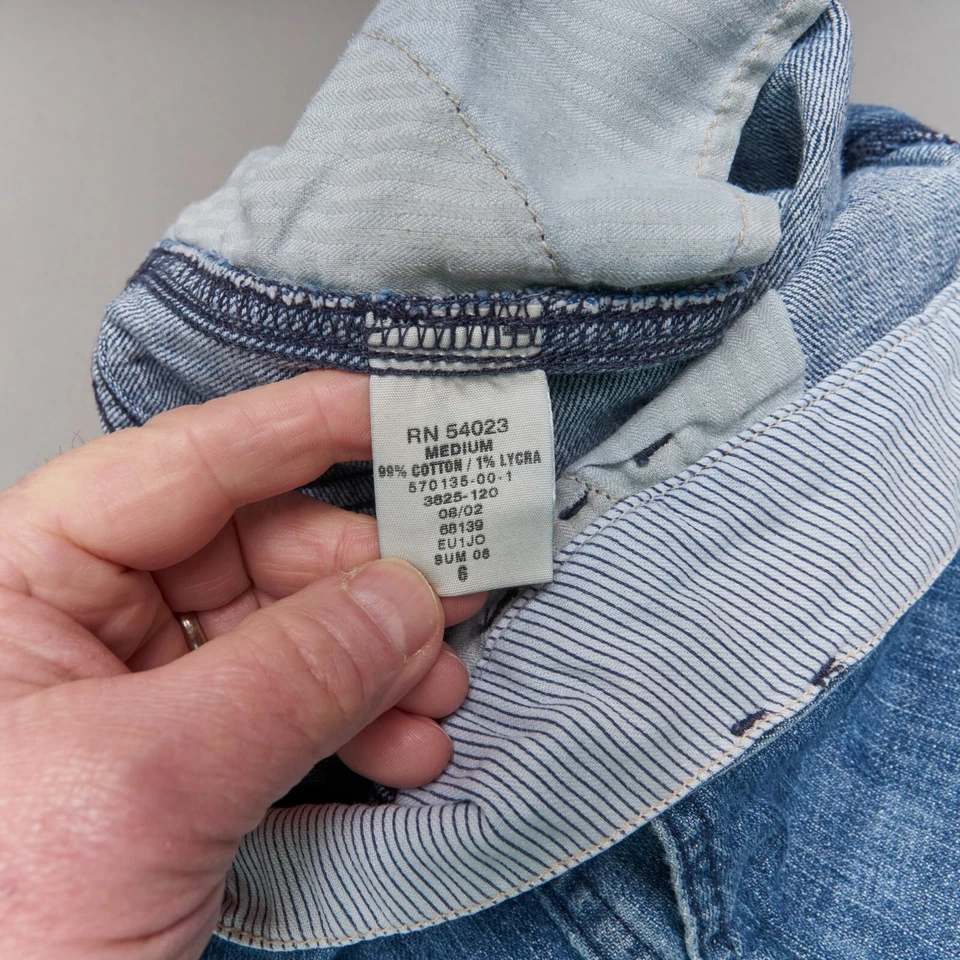 RN 54023
MEDIUM
99% COTTON / 1% LYCRA
570135-00-1
3825-120
08/02
68139
EU1JO
SUM 08
6